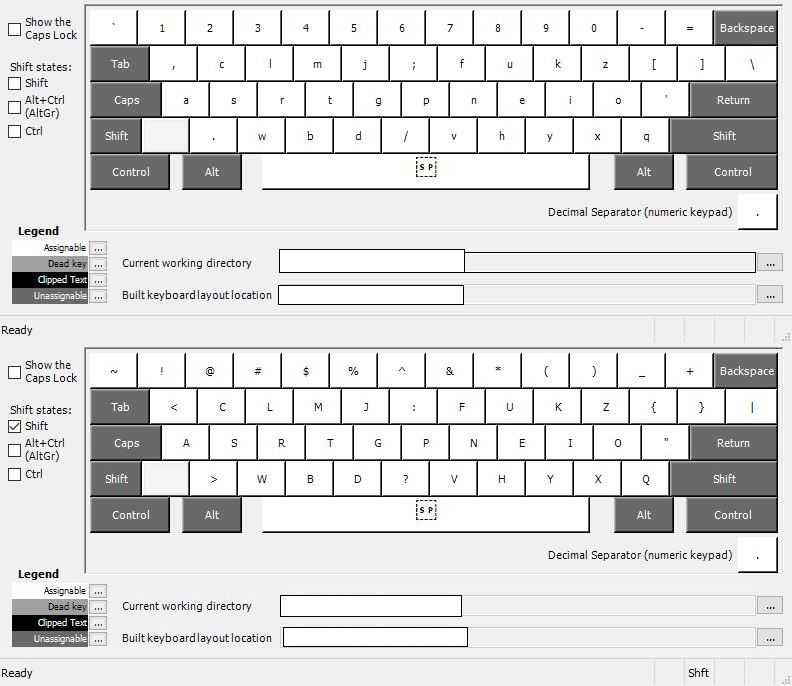 Show the
Caps Lock
` 1 2 3 4 5 6 7 8 9 0 - = Backspace
Shift states:
Tab , c l m j ; f u k z [ ] \
Shift
Alt+Ctrl
(AltGr)
Caps a s r t g p n e i o ' Return
Ctrl
Shift . w b d / v h y x q Shift
Control Alt SP Alt Control
Decimal Separator (numeric keypad) .
Legend
Assignable ...
Dead key ...
Clipped Text ...
Unassignable ...
Current working directory ...
Built keyboard layout location ...
Ready
Show the
Caps Lock
~ ! @ # $ % ^ & * ( ) _ + Backspace
Shift states:
Tab < C L M J : F U K Z { } |
Shift
Alt+Ctrl
(AltGr)
Caps A S R T G P N E I O " Return
Ctrl
Shift > W B D ? V H Y X Q Shift
Control Alt SP Alt Control
Decimal Separator (numeric keypad) .
Legend
Assignable ...
Dead key ...
Clipped Text ...
Unassignable ...
Current working directory ...
Built keyboard layout location ...
Ready Shft